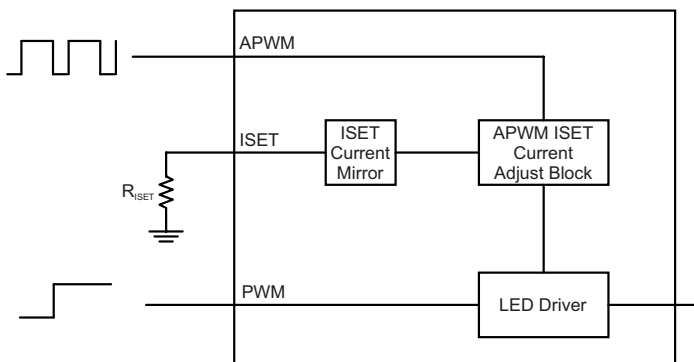 APWM
ISET
ISET
Current
Mirror
APWM ISET
Current
Adjust Block
RISET
PWM
LED Driver